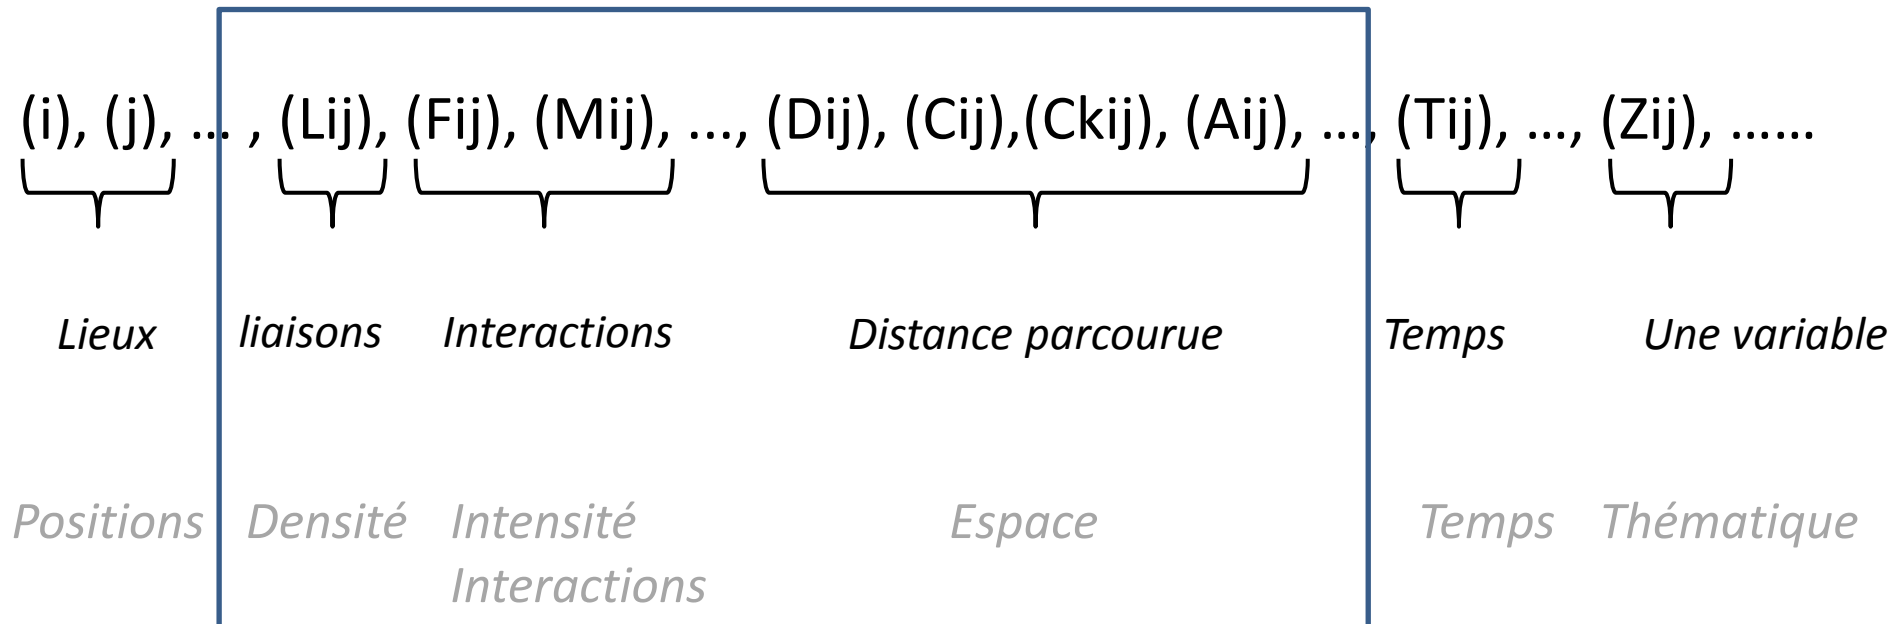 (i), (j), … , (Lij), (Fij), (Mij), …, (Dij), (Cij),(Ckij), (Aij), …, (Tij), …, (Zij), ……
Lieux liaisons Interactions Distance parcourue Temps Une variable
Positions Densité Intensité Espace Temps Thématique
Interactions